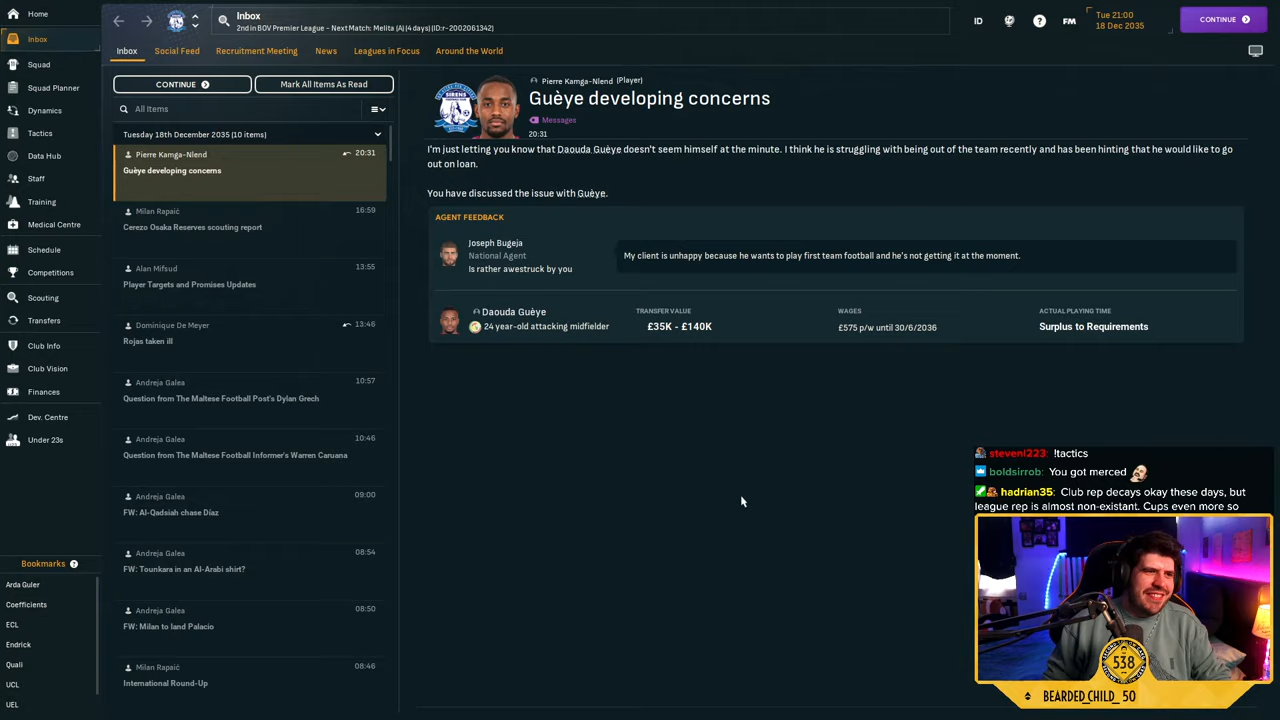 Home
Inbox
Squad
Squad Planner
Dynamics
Tactics
Data Hub
Staff
Training
Medical Centre
Schedule
Competitions
Scouting
Transfers
Club Info
Club Vision
Finances
Dev. Centre
Under 23s
Bookmarks ?
Arda Guler
Coefficients
ECL
Endrick
Quali
UCL
UEL
Inbox
2nd in BOV Premier League - Next Match: Melita (A) (4 days) (ID:r- 2002061342)
ID
?
FM
Tue 21:00
18 Dec 2035
CONTINUE
Inbox
Social Feed
Recruitment Meeting
News
Leagues in Focus
Around the World
CONTINUE
Mark All Items As Read
All Items
Tuesday 18th December 2035 (10 items)
Pierre Kamga-Nlend 20:31
Guèye developing concerns
Milan Rapaić 16:59
Cerezo Osaka Reserves scouting report
Alan Mifsud 13:55
Player Targets and Promises Updates
Dominique De Meyer 13:46
Rojas taken ill
Andreja Galea 10:57
Question from The Maltese Football Post's Dylan Grech
Andreja Galea 10:46
Question from The Maltese Football Informer's Warren Caruana
Andreja Galea 09:00
FW: Al-Qadsiah chase Díaz
Andreja Galea 08:54
FW: Tounkara in an Al-Arabi shirt?
Andreja Galea 08:50
FW: Milan to land Palacio
Milan Rapaić 08:46
International Round-Up
SIRENS
Pierre Kamga-Nlend (Player)
Guèye developing concerns
Messages
20:31
I'm just letting you know that Daouda Guèye doesn't seem himself at the minute. I think he is struggling with being out of the team recently and has been hinting that he would like to go
out on loan.
You have discussed the issue with Guèye.
AGENT FEEDBACK
Joseph Bugeja
National Agent
Is rather awestruck by you
My client is unhappy because he wants to play first team football and he's not getting it at the moment.
Daouda Guèye
24 year-old attacking midfielder
TRANSFER VALUE
£35K - £140K
WAGES
£575 p/w until 30/6/2036
ACTUAL PLAYING TIME
Surplus to Requirements
stevenl223: !tactics
boldsirrob: You got merced
hadrian35: Club rep decays okay these days, but
league rep is almost non-existant. Cups even more so
538
BEARDED_CHILD_ 50